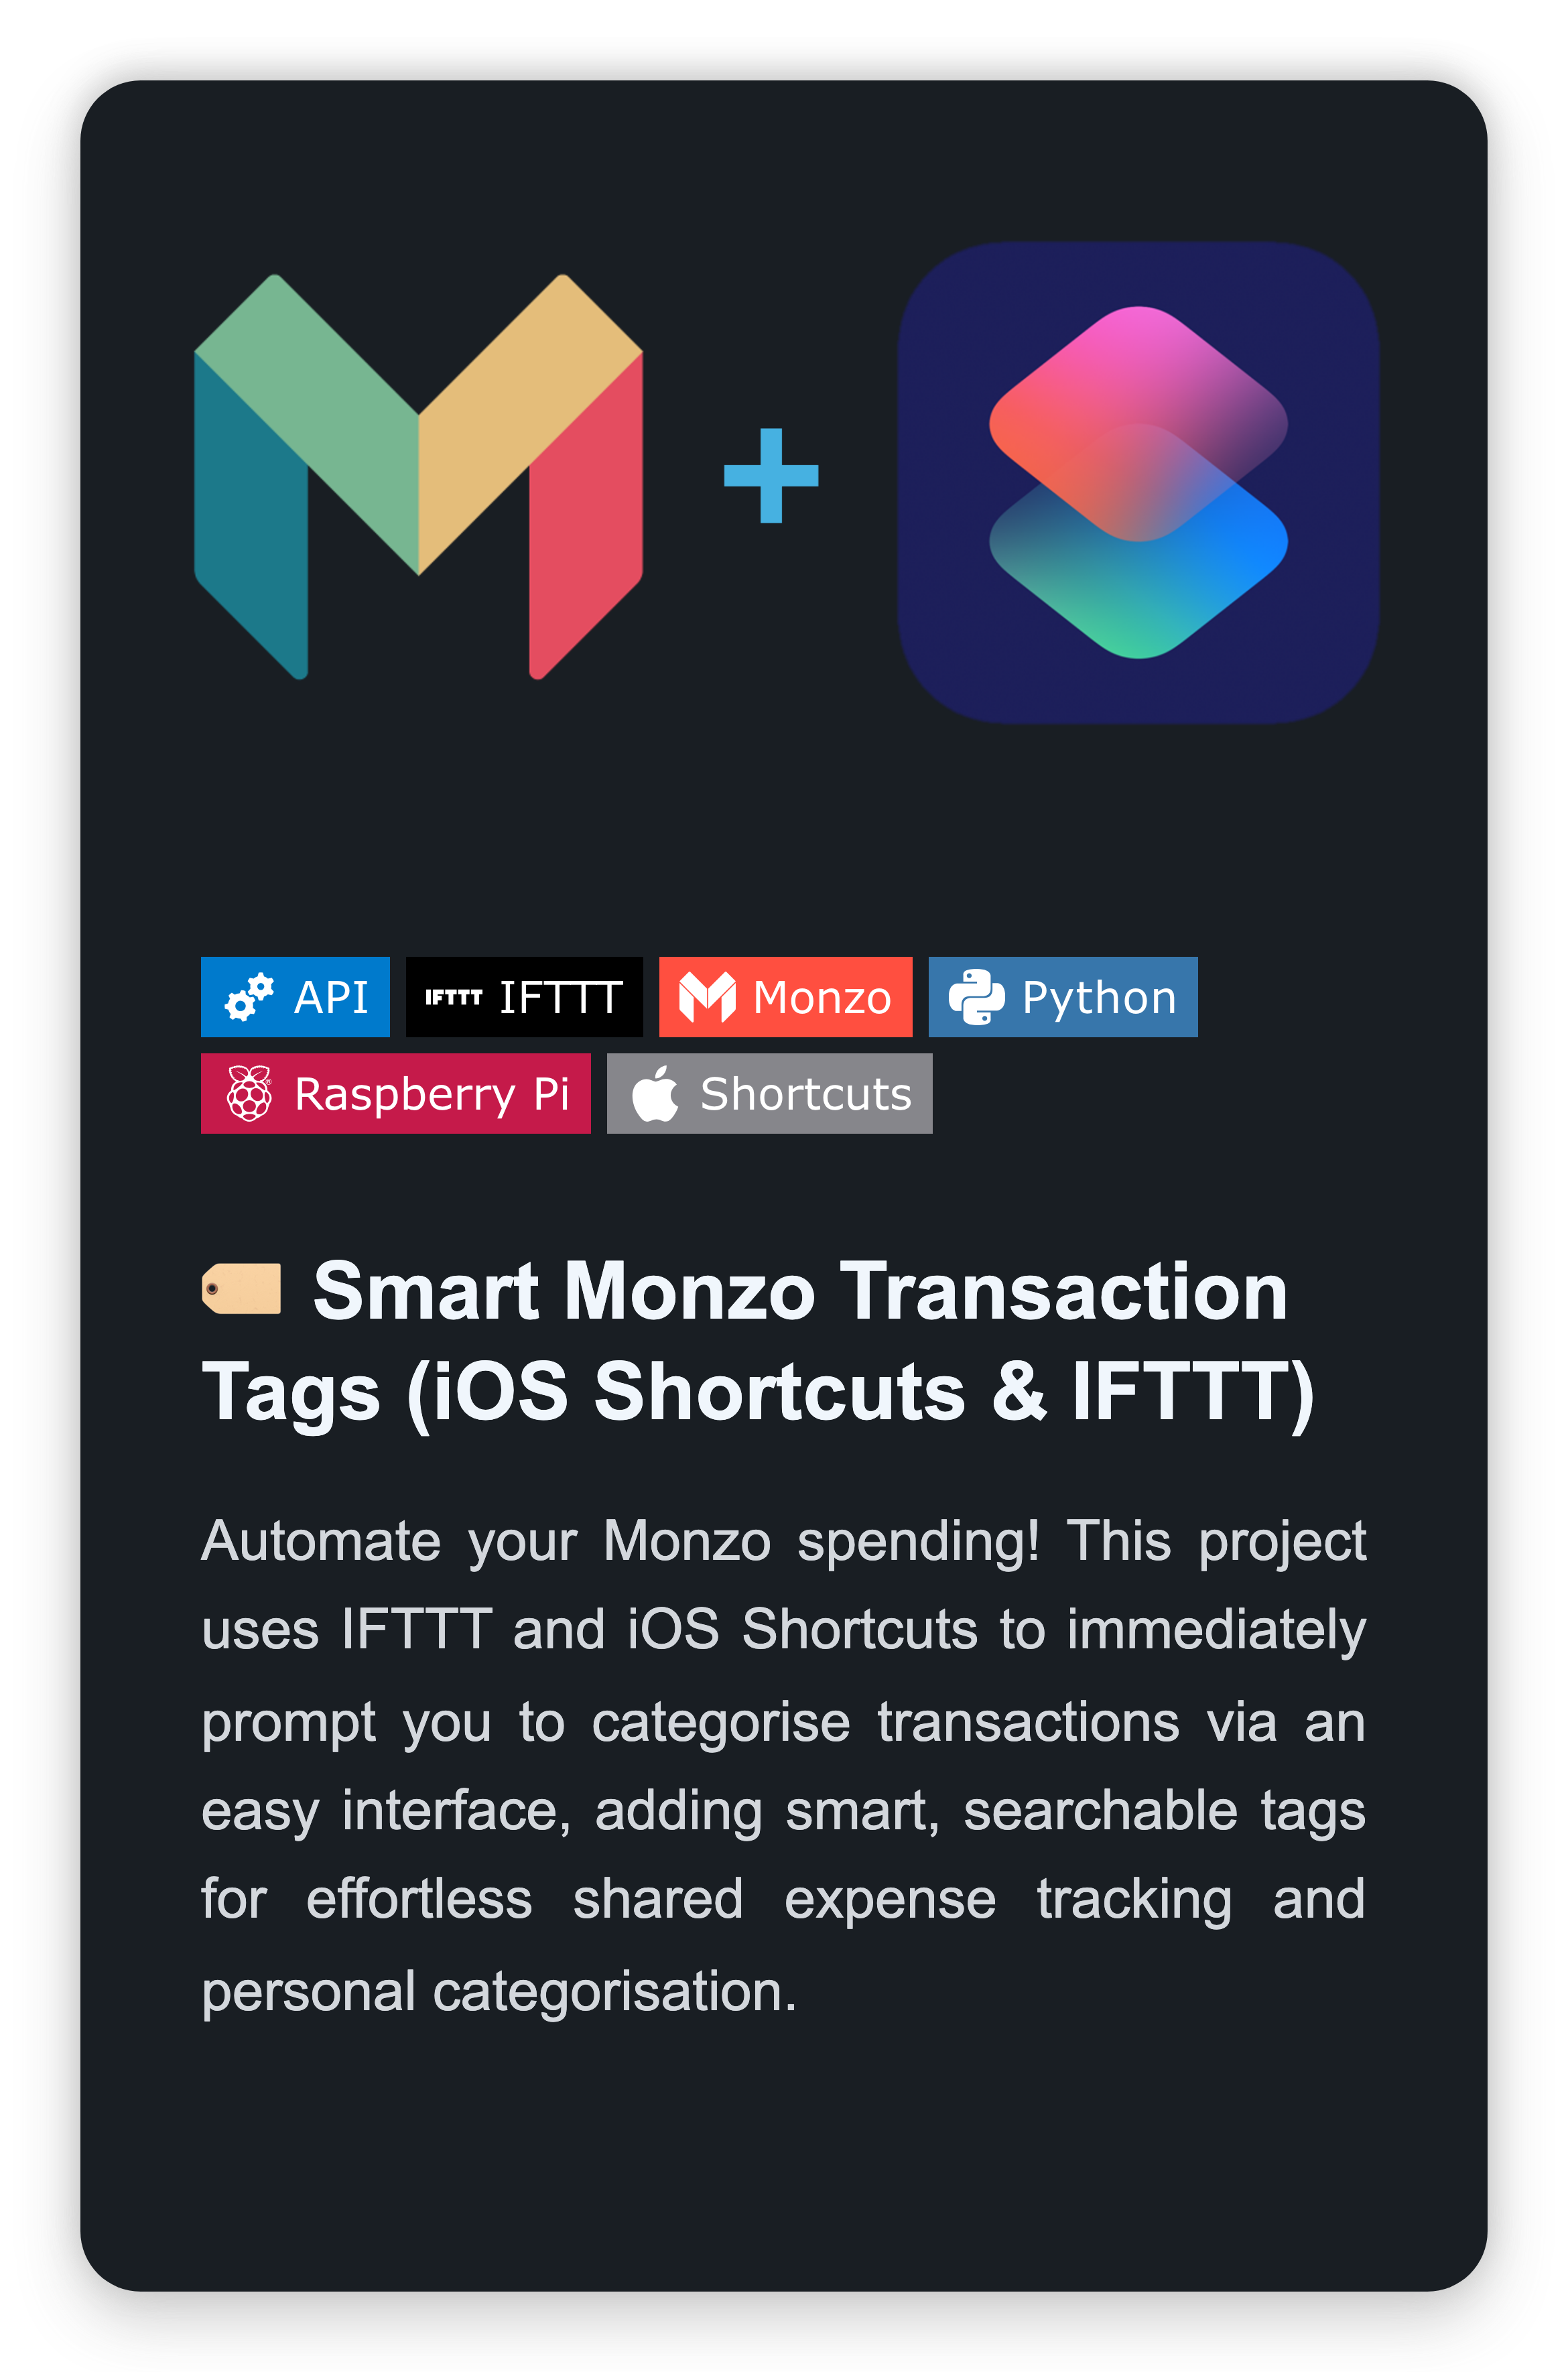 API
IFTTT IFTTT
Monzo
Python
Raspberry Pi
Shortcuts
Smart Monzo Transaction
Tags (iOS Shortcuts & IFTTT)
Automate your Monzo spending! This project
uses IFTTT and iOS Shortcuts to immediately
prompt you to categorise transactions via an
easy interface, adding smart, searchable tags
for effortless shared expense tracking and
personal categorisation.